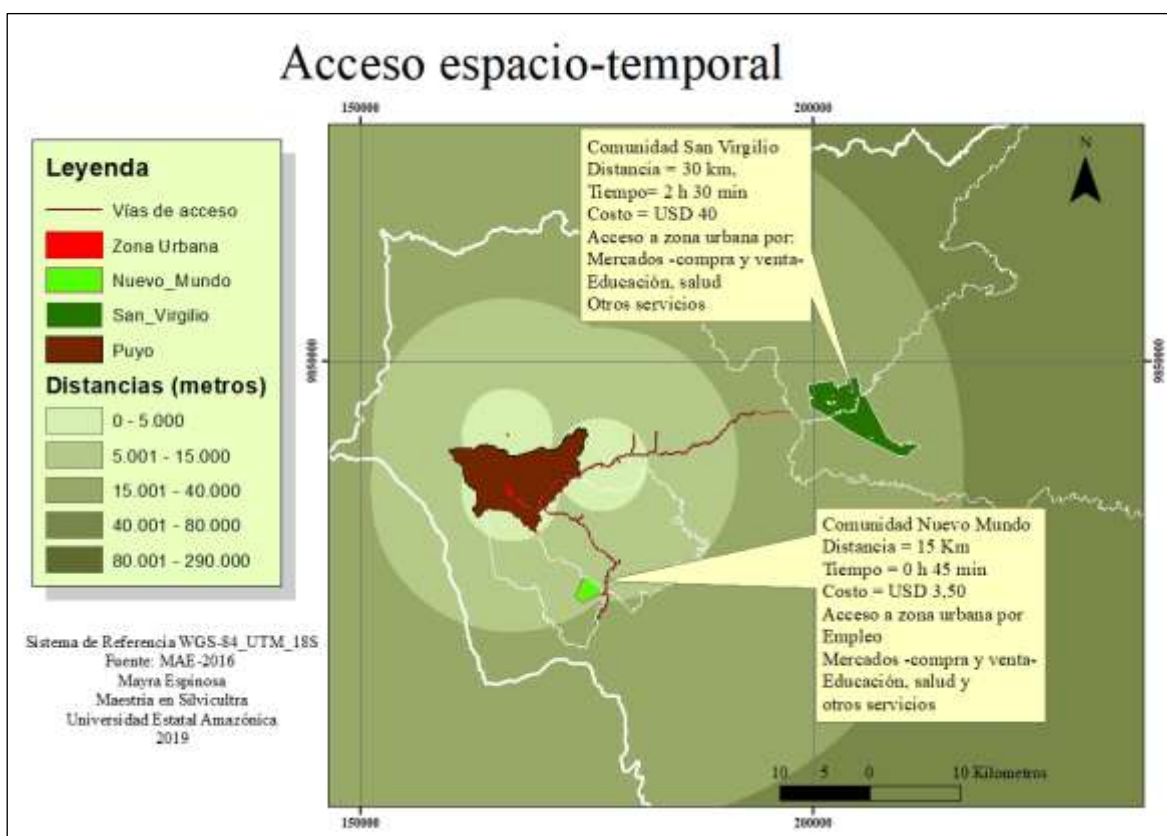 Acceso espacio-temporal
150000
200000
Leyenda
Vías de acceso
Zona Urbana
Nuevo_Mundo
San_Virgilio
Puyo
Distancias (metros)
0 - 5.000
5.001 - 15.000
15.001 - 40.000
40.001 - 80.000
80.001 - 290.000
Sistema de Referencia WGS-84_UTM_18S
Fuente: MAE-2016
Mayra Espinosa
Maestria en Silvicultra
Universidad Estatal Amazónica
2019
Comunidad San Virgilio
Distancia = 30 km,
Tiempo= 2 h 30 min
Costo = USD 40
Acceso a zona urbana por:
Mercados -compra y venta-
Educación, salud
Otros servicios
N
9850000
9850000
Comunidad Nuevo Mundo
Distancia = 15 Km
Tiempo = 0 h 45 min
Costo = USD 3,50
Acceso a zona urbana por
Empleo
Mercados -compra y venta-
Educación, salud y
otros servicios
10 5 0 10 Kilometros
150000
200000